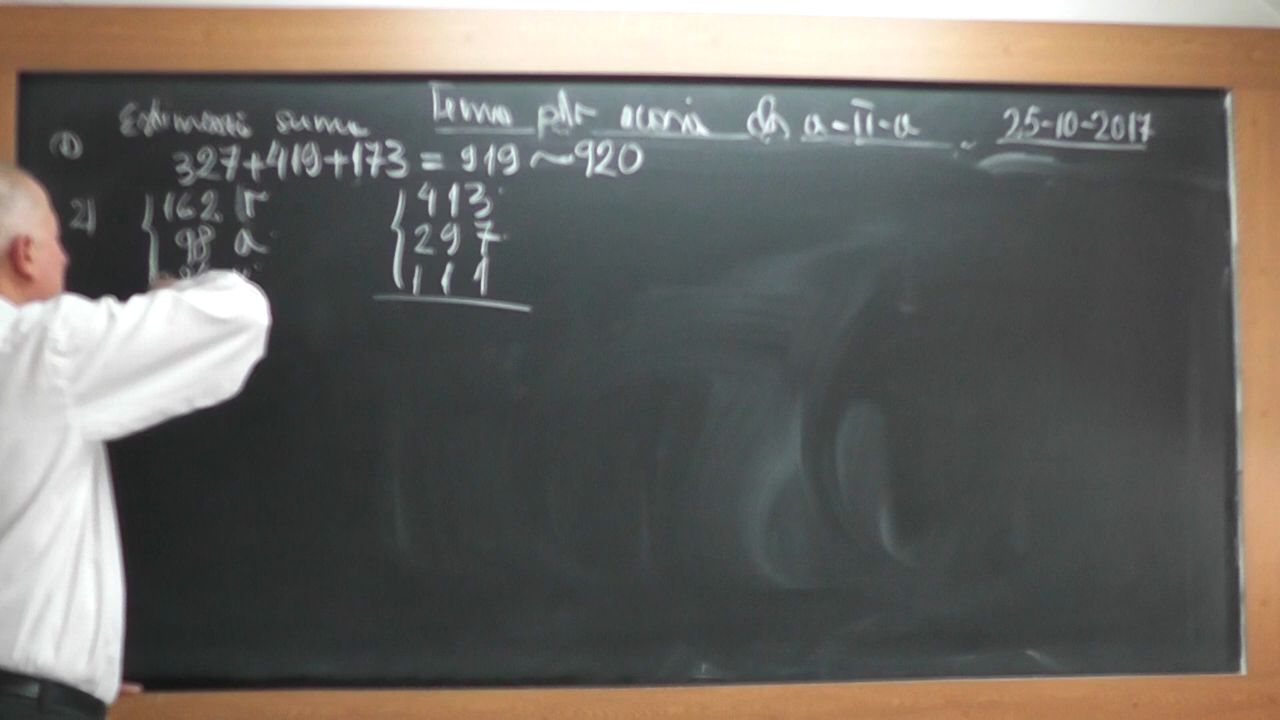 Tema ptr acasă cls a-II-a 25-10-2017
1) Estimați suma
327+419+173 = 919 ~920
2) 162 r 413
98 a 297
111